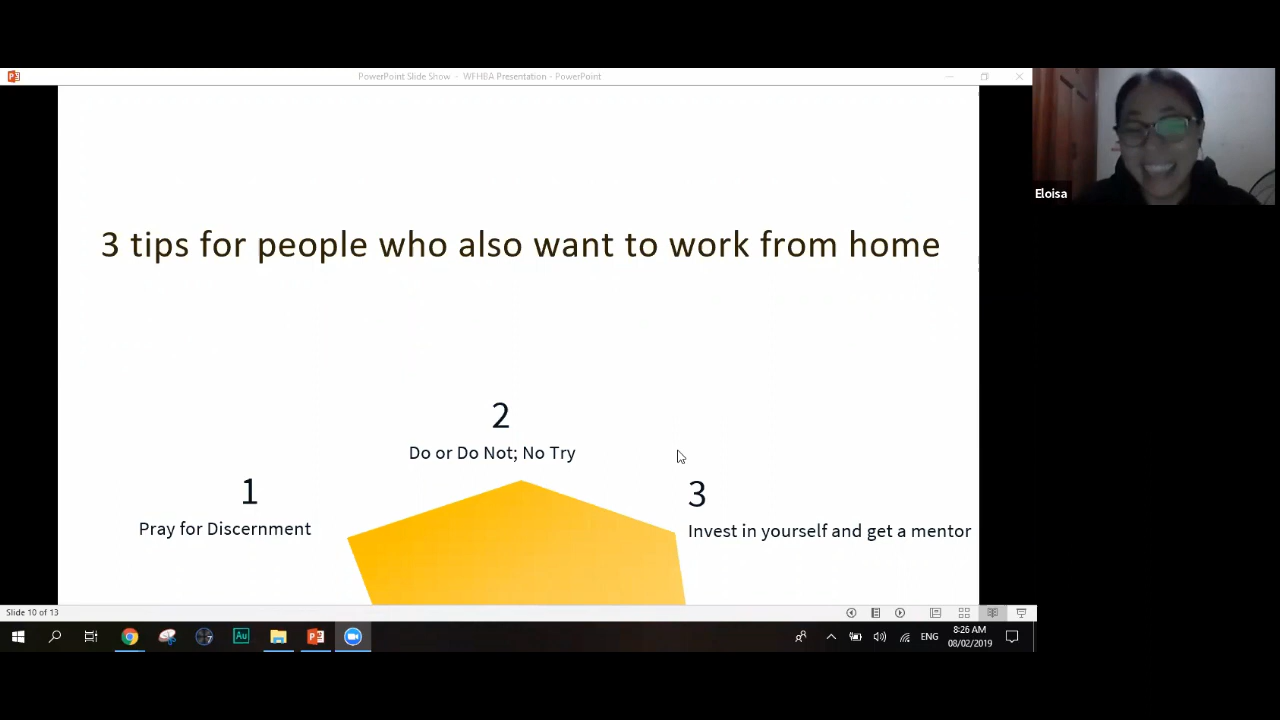 PowerPoint Slide Show - WFHBA Presentation - PowerPoint
Eloisa
3 tips for people who also want to work from home
2
Do or Do Not; No Try
1
Pray for Discernment
3
Invest in yourself and get a mentor
Slide 10 of 13
Au
ENG
8:26 AM
08/02/2019